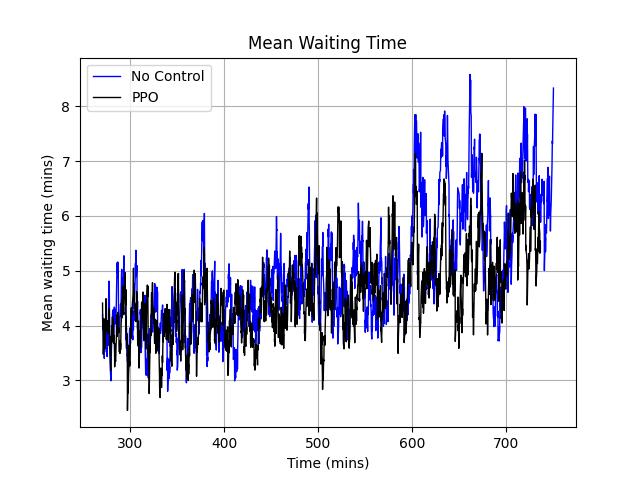 Mean Waiting Time
No Control
PPO
8
7
6
5
4
3
Mean waiting time (mins)
300 400 500 600 700
Time (mins)